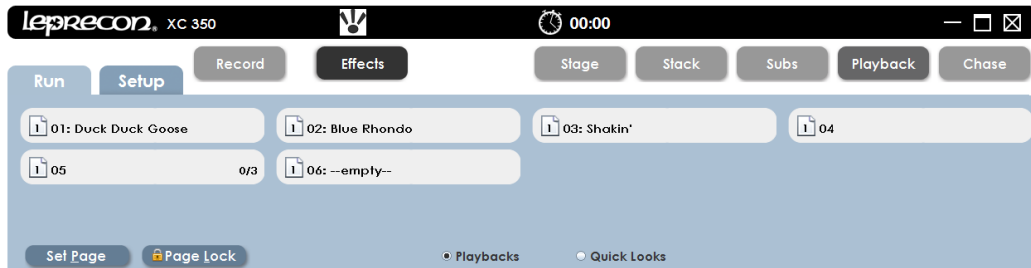 leprecon. XC 350 00:00
Record Effects Stage Stack Subs Playback Chase
Run Setup
1 01: Duck Duck Goose 1 02: Blue Rhondo 1 03: Shakin' 1 04
1 05 0/3 1 06: --empty--
Set Page Page Lock Playbacks Quick Looks